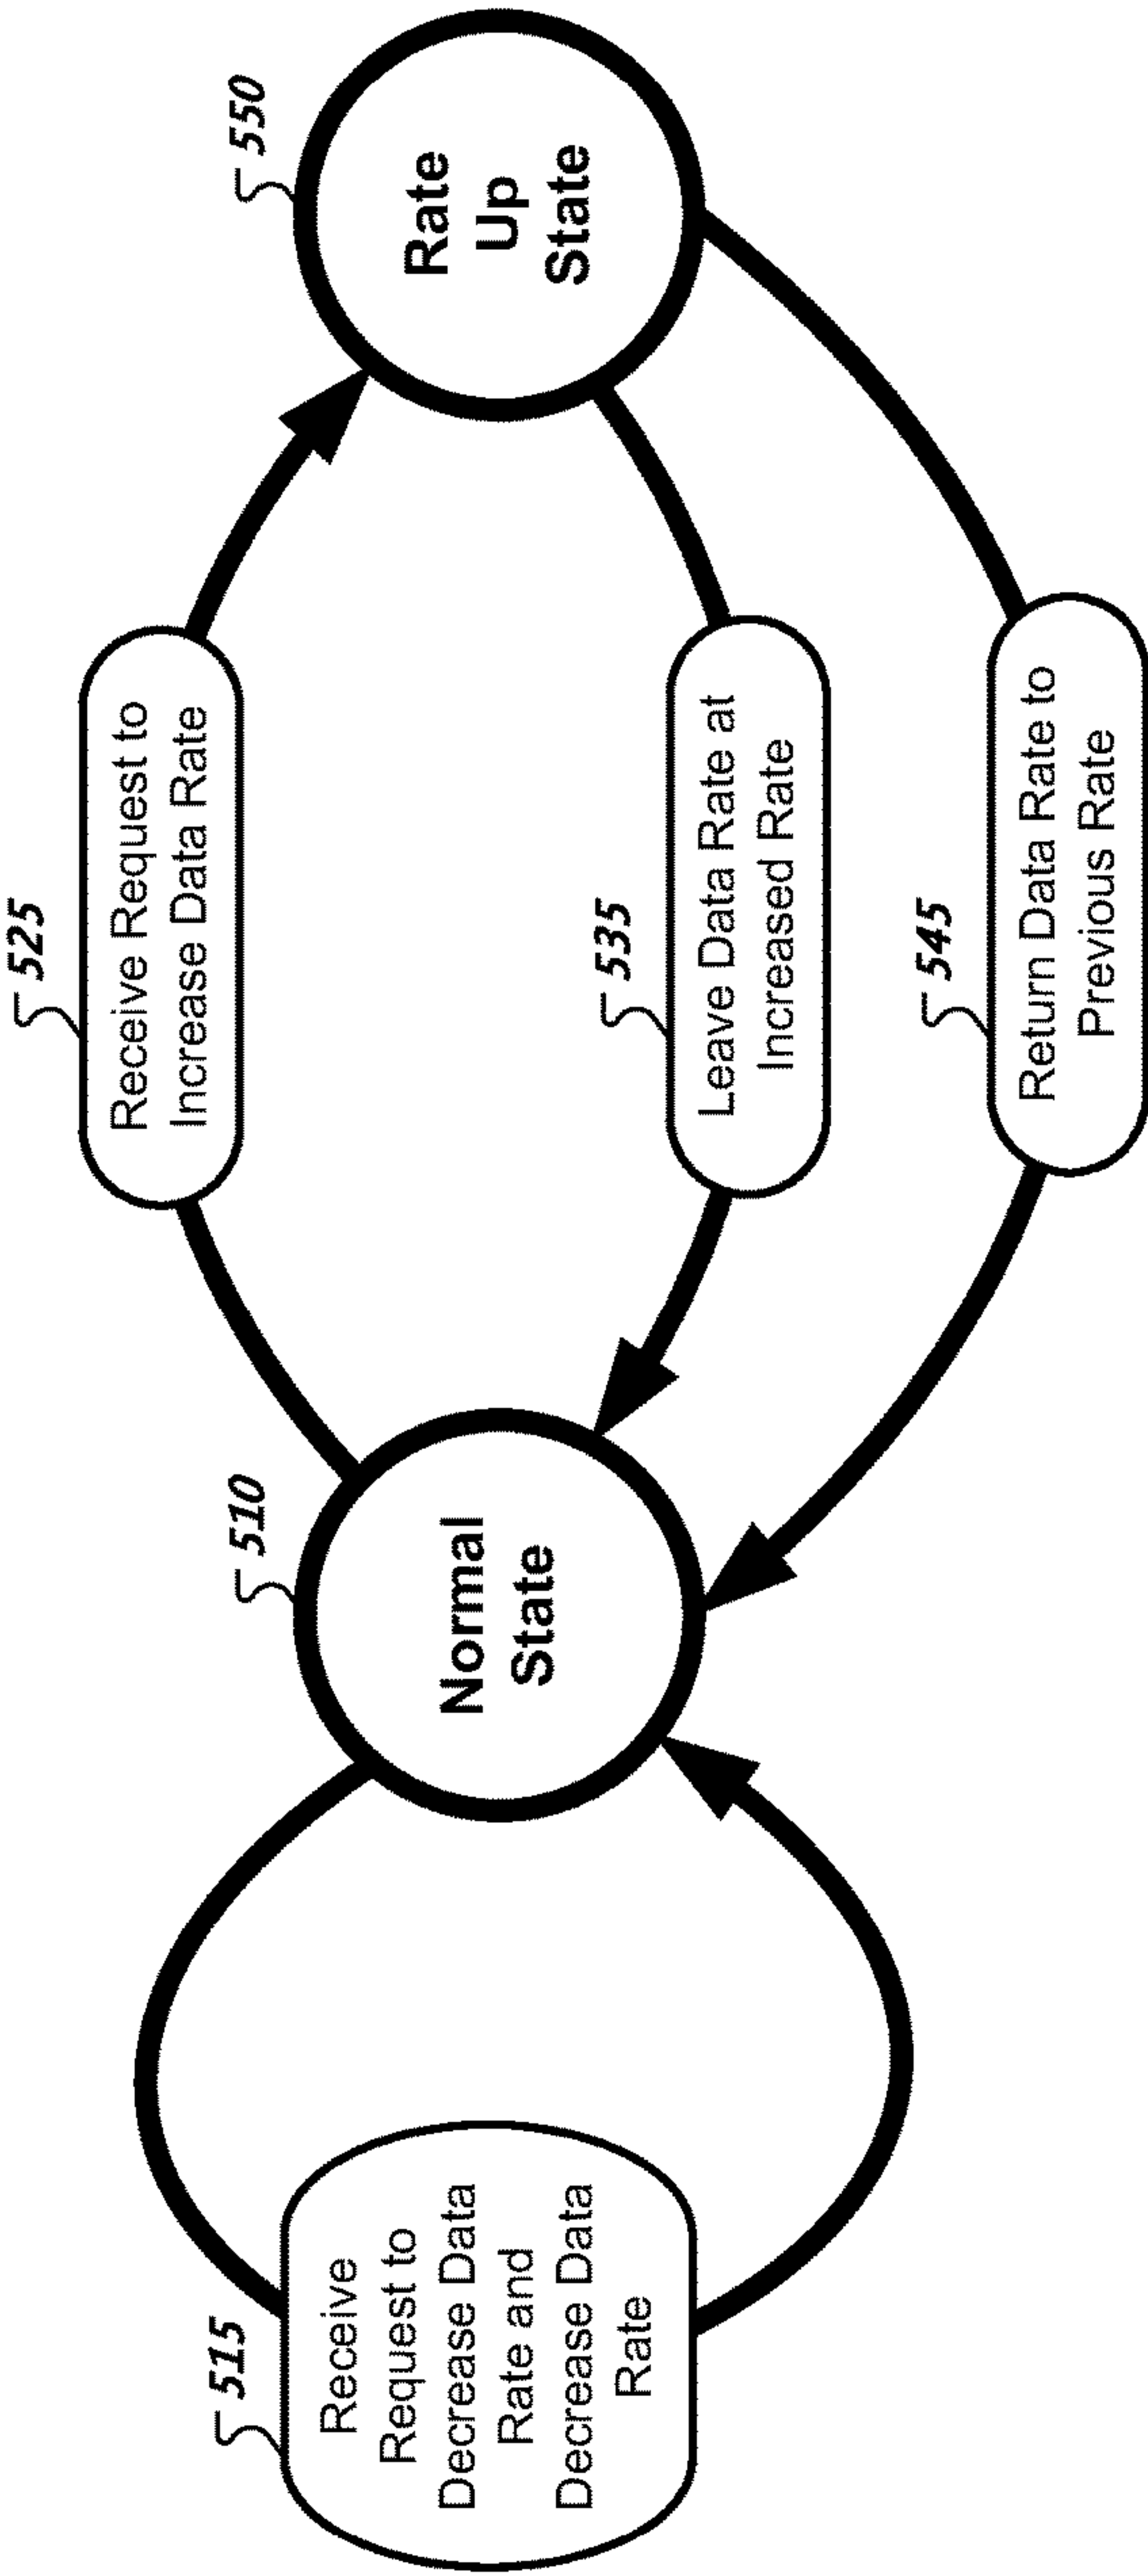 515
Receive
Request to
Decrease Data
Rate and
Decrease Data
Rate
510
Normal
State
525
Receive Request to
Increase Data Rate
535
Leave Data Rate at
Increased Rate
545
Return Data Rate to
Previous Rate
550
Rate
Up
State